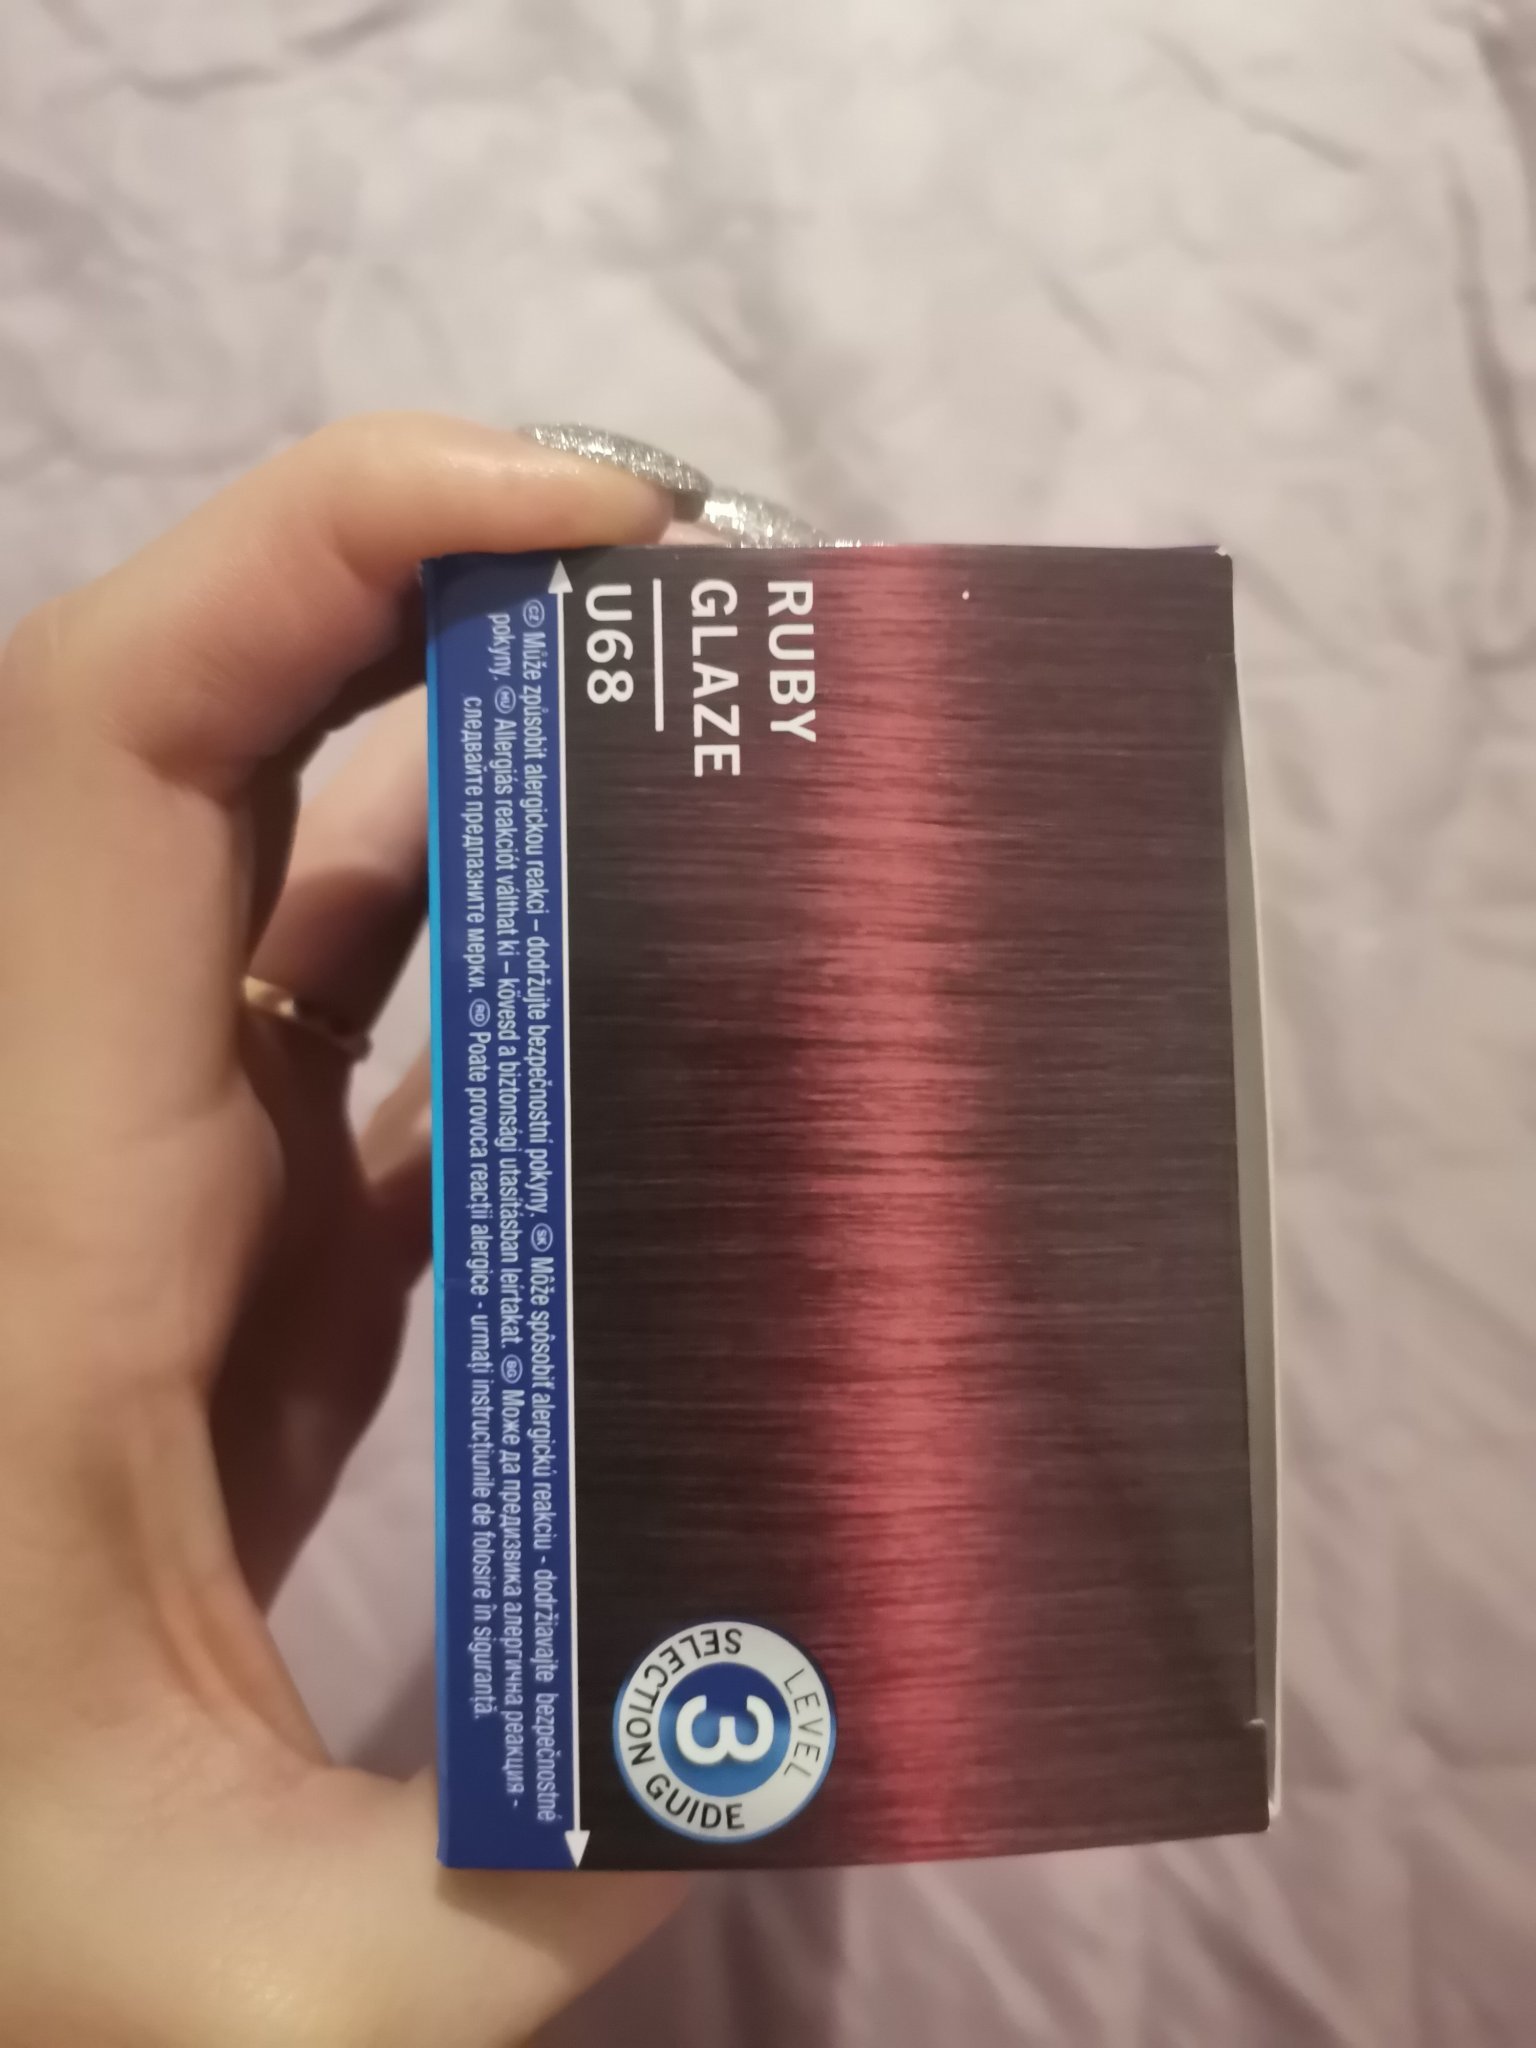 RUBY
GLAZE
U68
LEVEL
3
SELECTION GUIDE
CZ Může způsobit alergickou reakci – dodržujte bezpečnostní pokyny. SK Môže spôsobiť alergickú reakciu - dodržiavajte bezpečnostné
pokyny. HU Allergiás reakciót válthat ki – kövesd a biztonsági utasításban leírtakat. BG Може да предизвика алергична реакция -
следвайте предпазните мерки. RO Poate provoca reacții alergice - urmați instrucțiunile de folosire în siguranță.